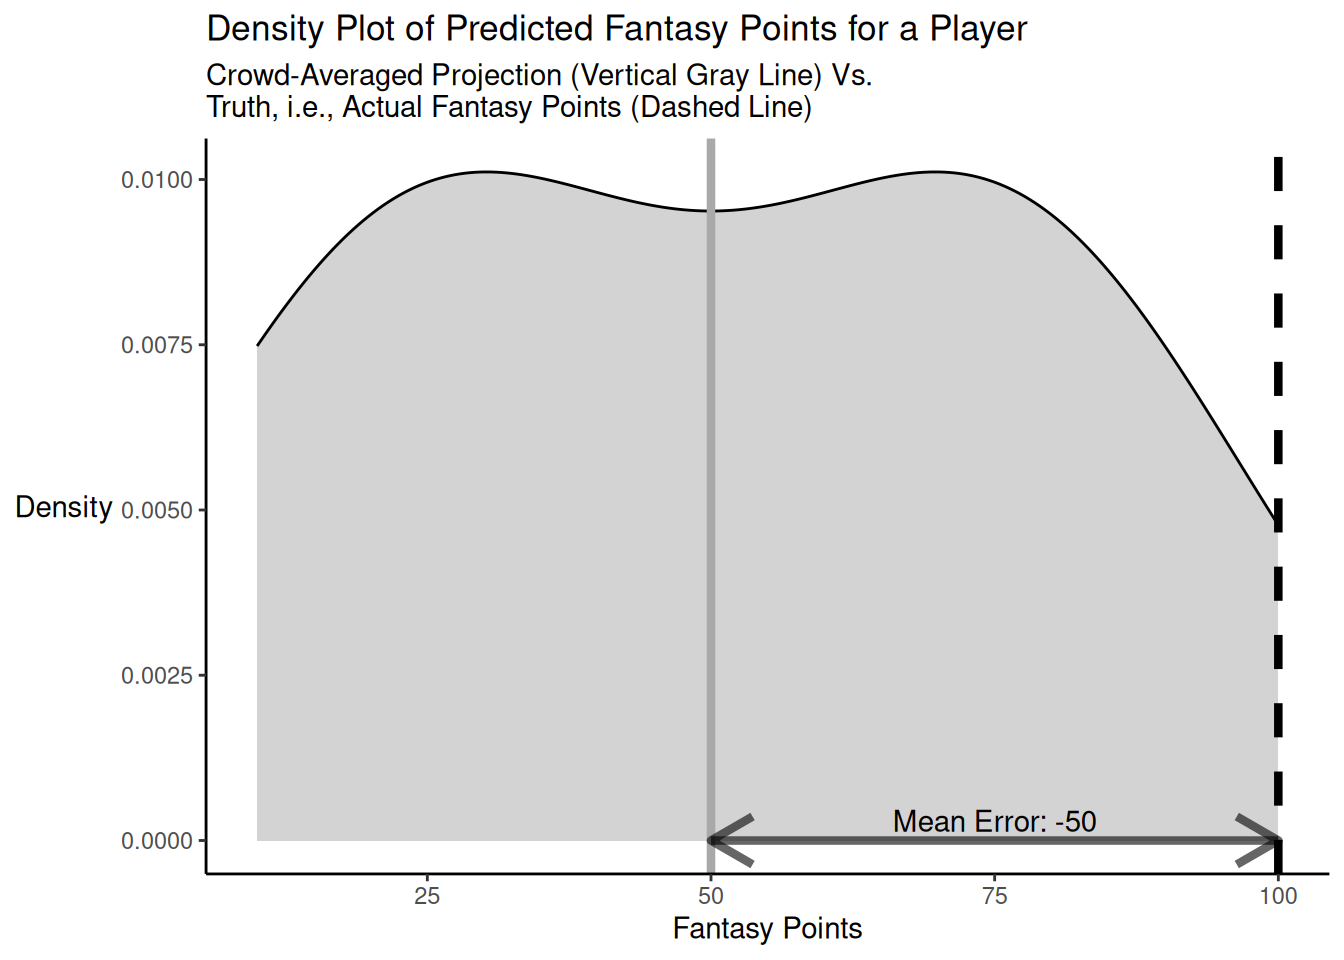 Density Plot of Predicted Fantasy Points for a Player
Crowd-Averaged Projection (Vertical Gray Line) Vs.
Truth, i.e., Actual Fantasy Points (Dashed Line)
0.0100
0.0075
Density
0.0050
0.0025
0.0000
Mean Error: -50
25
50
75
100
Fantasy Points